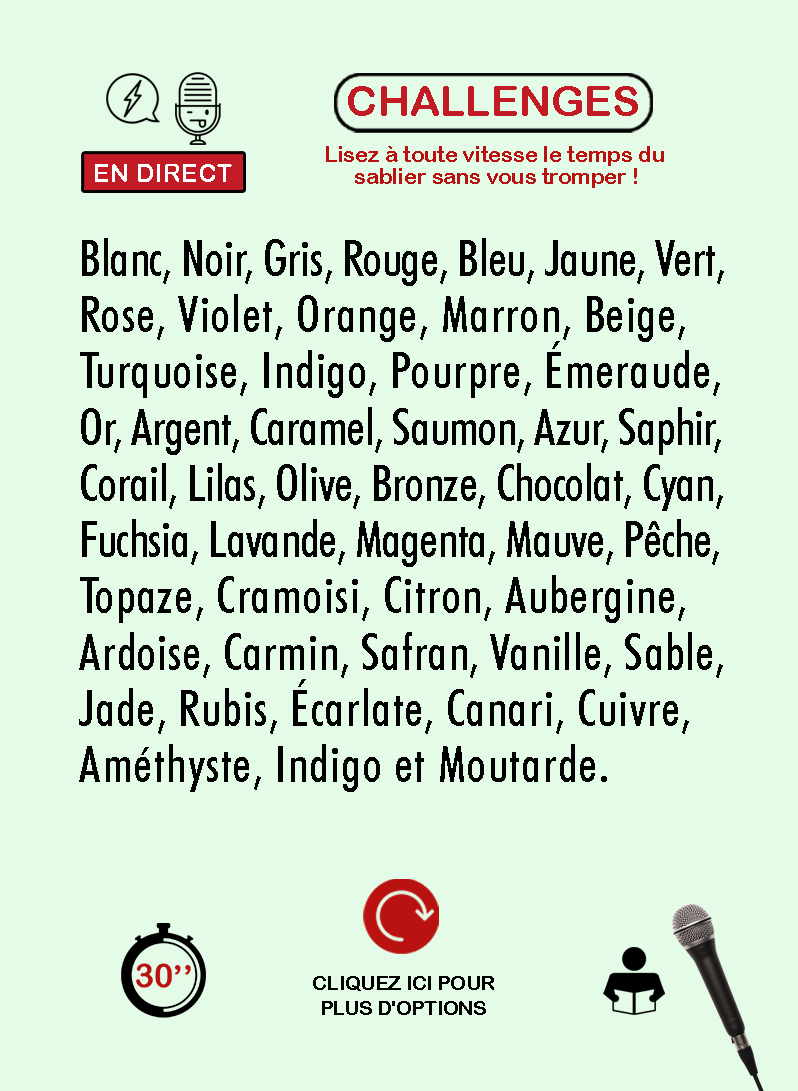 CHALLENGES
EN DIRECT
Lisez à toute vitesse le temps du
sablier sans vous tromper !
Blanc, Noir, Gris, Rouge, Bleu, Jaune, Vert,
Rose, Violet, Orange, Marron, Beige,
Turquoise, Indigo, Pourpre, Émeraude,
Or, Argent, Caramel, Saumon, Azur, Saphir,
Corail, Lilas, Olive, Bronze, Chocolat, Cyan,
Fuchsia, Lavande, Magenta, Mauve, Pêche,
Topaze, Cramoisi, Citron, Aubergine,
Ardoise, Carmin, Safran, Vanille, Sable,
Jade, Rubis, Écarlate, Canari, Cuivre,
Améthyste, Indigo et Moutarde.
30’’
CLIQUEZ ICI POUR
PLUS D'OPTIONS